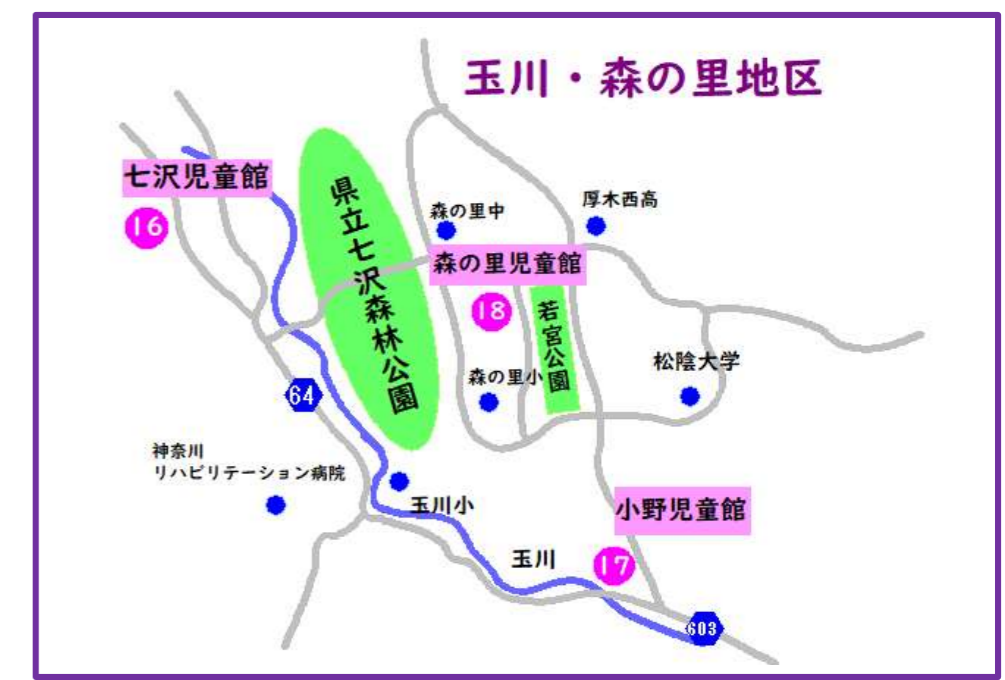 玉川・森の里地区
七沢児童館
16
県立七沢森林公園
森の里中
厚木西高
森の里児童館
18
若宮公園
森の里小
松陰大学
64
神奈川
リハビリテーション病院
玉川小
小野児童館
玉川
17
603